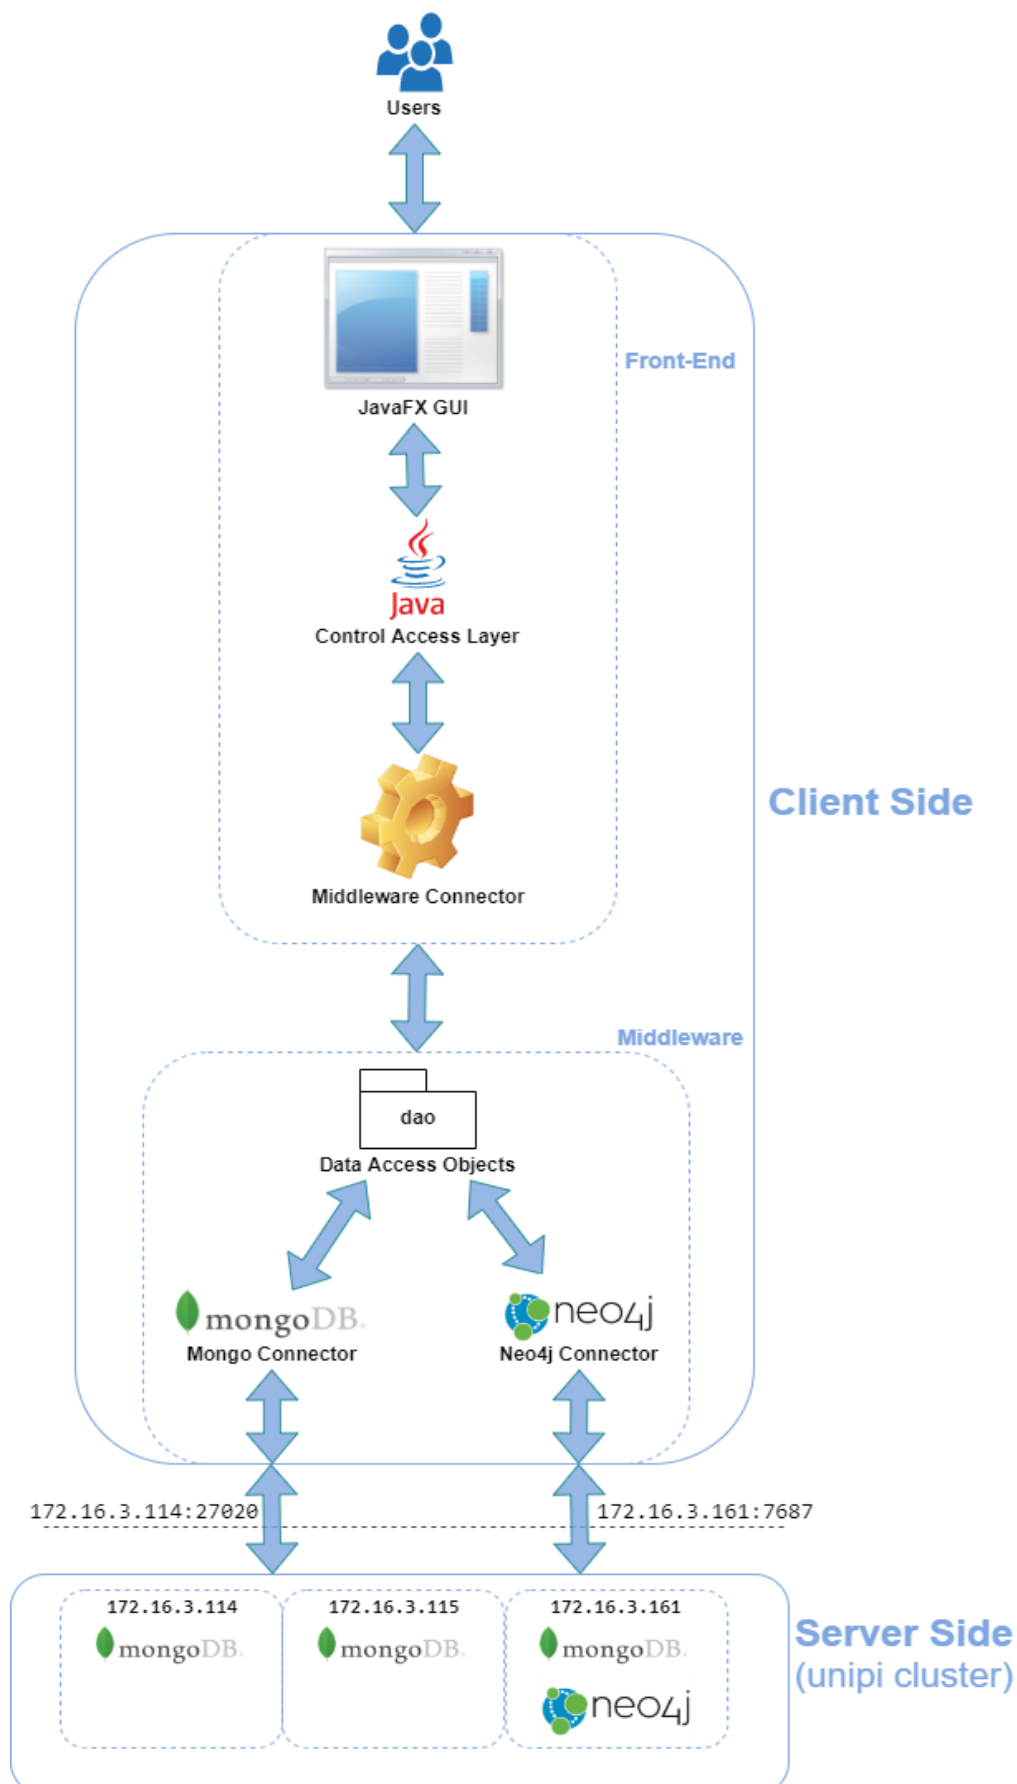 Users
Front-End
JavaFX GUI
Java
Control Access Layer
Client Side
Middleware Connector
Middleware
dao
Data Access Objects
mongoDB.
neo4j
Mongo Connector
Neo4j Connector
172.16.3.114:27020
172.16.3.161:7687
172.16.3.114
172.16.3.115
172.16.3.161
mongoDB.
mongoDB.
mongoDB.
neo4j
Server Side
(unipi cluster)